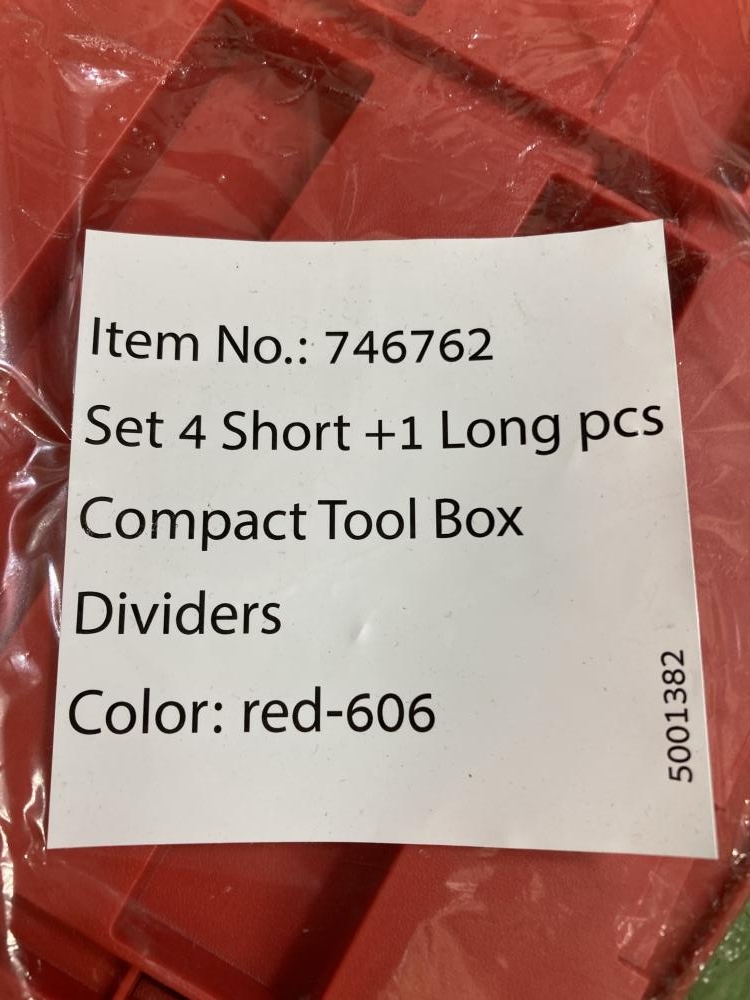 Item No.: 746762
Set 4 Short +1 Long pcs
Compact Tool Box
Dividers
Color: red-606
5001382